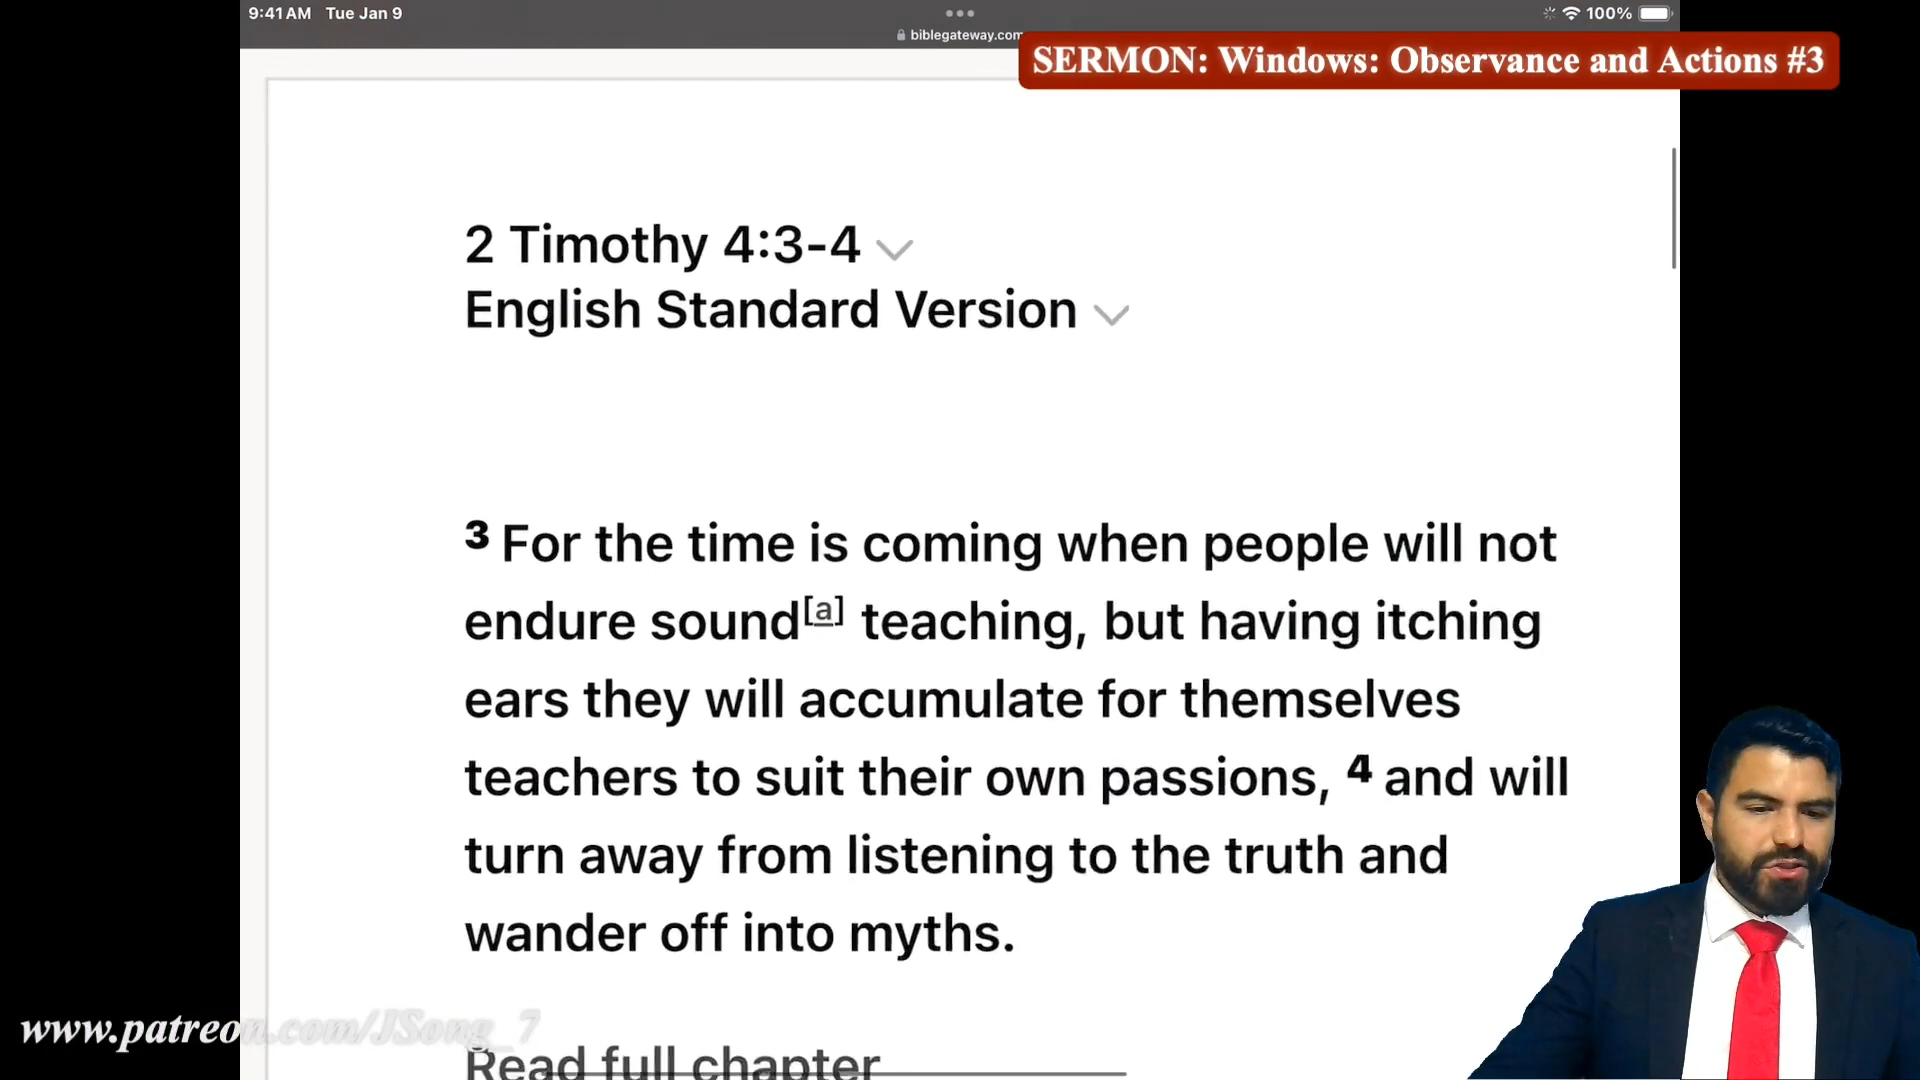 9:41 AM Tue Jan 9
100%
biblegateway.com
SERMON: Windows: Observance and Actions #3
2 Timothy 4:3-4
English Standard Version
3 For the time is coming when people will not
endure sound[a] teaching, but having itching
ears they will accumulate for themselves
teachers to suit their own passions, 4 and will
turn away from listening to the truth and
wander off into myths.
www.patreon.com/JSong_7
Read full chapter